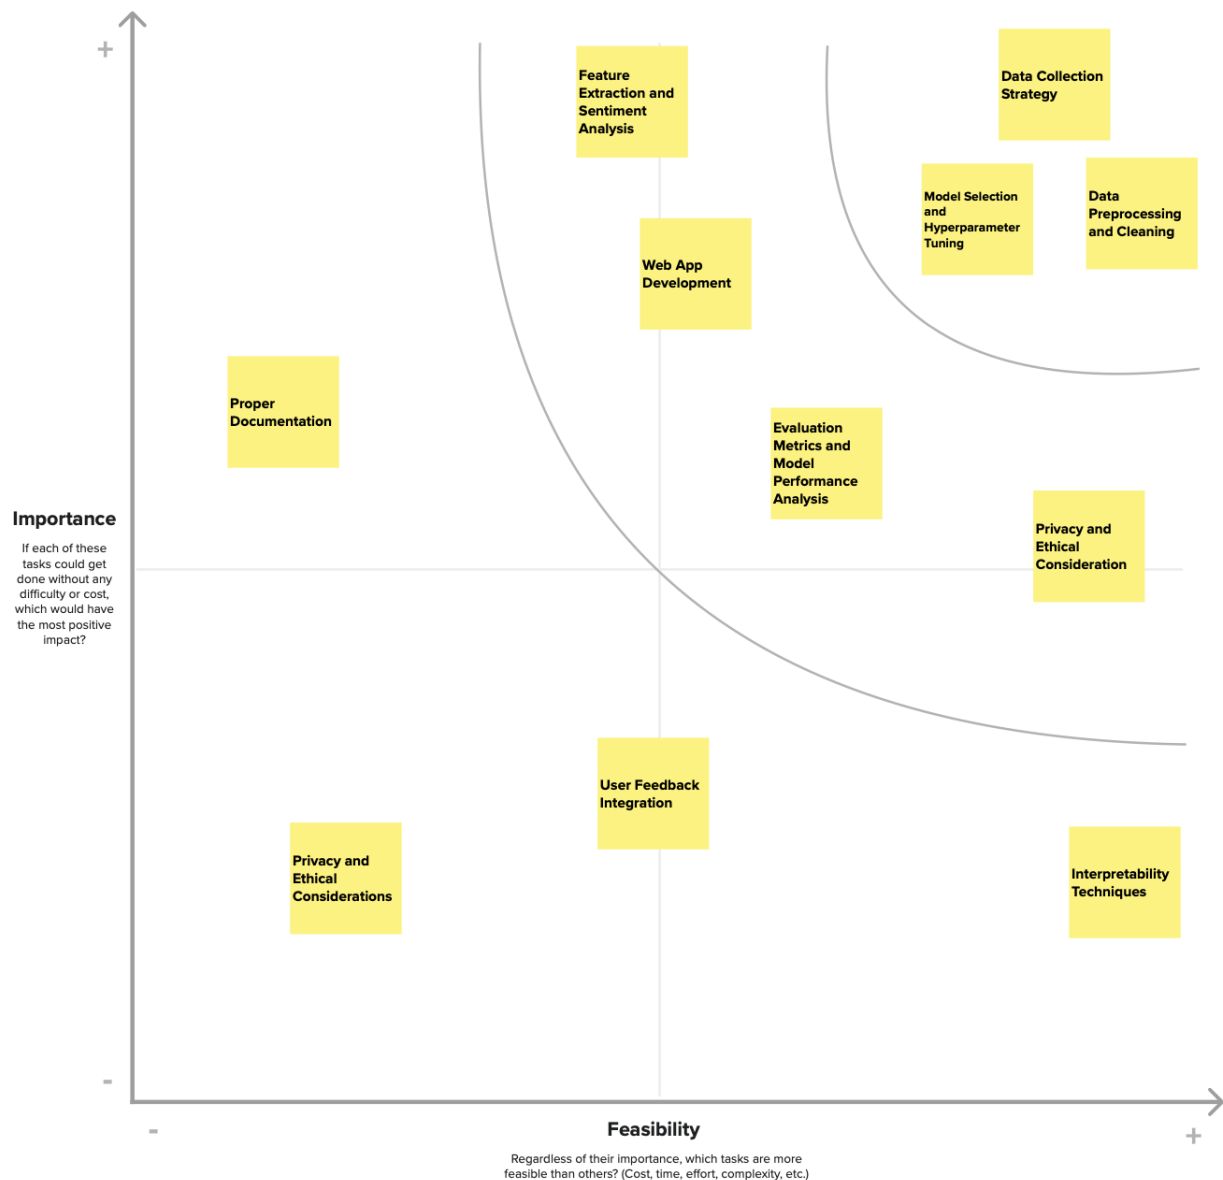 +
Feature
Extraction and
Sentiment
Analysis
Data Collection
Strategy
Model Selection
and
Hyperparameter
Tuning
Data
Preprocessing
and Cleaning
Web App
Development
Proper
Documentation
Evaluation
Metrics and
Model
Performance
Analysis
Privacy and
Ethical
Consideration
Importance
If each of these
tasks could get
done without any
difficulty or cost,
which would have
the most positive
impact?
User Feedback
Integration
Privacy and
Ethical
Considerations
Interpretability
Techniques
-
-
Feasibility
+
Regardless of their importance, which tasks are more
feasible than others? (Cost, time, effort, complexity, etc.)